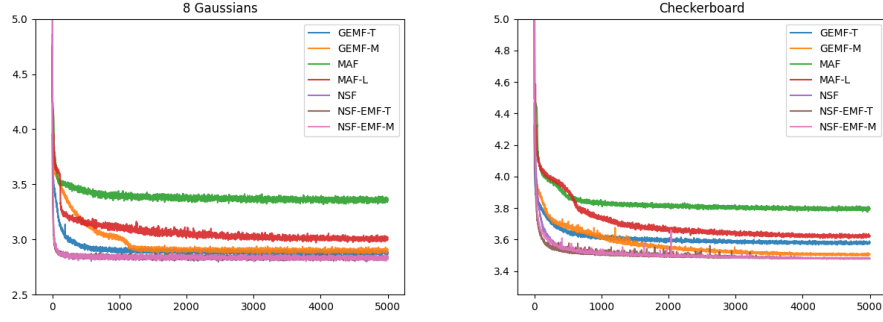 8 Gaussians
5.0
4.5
4.0
3.5
3.0
2.5
0
1000
2000
3000
4000
5000
GEMF-T
GEMF-M
MAF
MAF-L
NSF
NSF-EMF-T
NSF-EMF-M
Checkerboard
5.0
4.8
4.6
4.4
4.2
4.0
3.8
3.6
3.4
0
1000
2000
3000
4000
5000
GEMF-T
GEMF-M
MAF
MAF-L
NSF
NSF-EMF-T
NSF-EMF-M